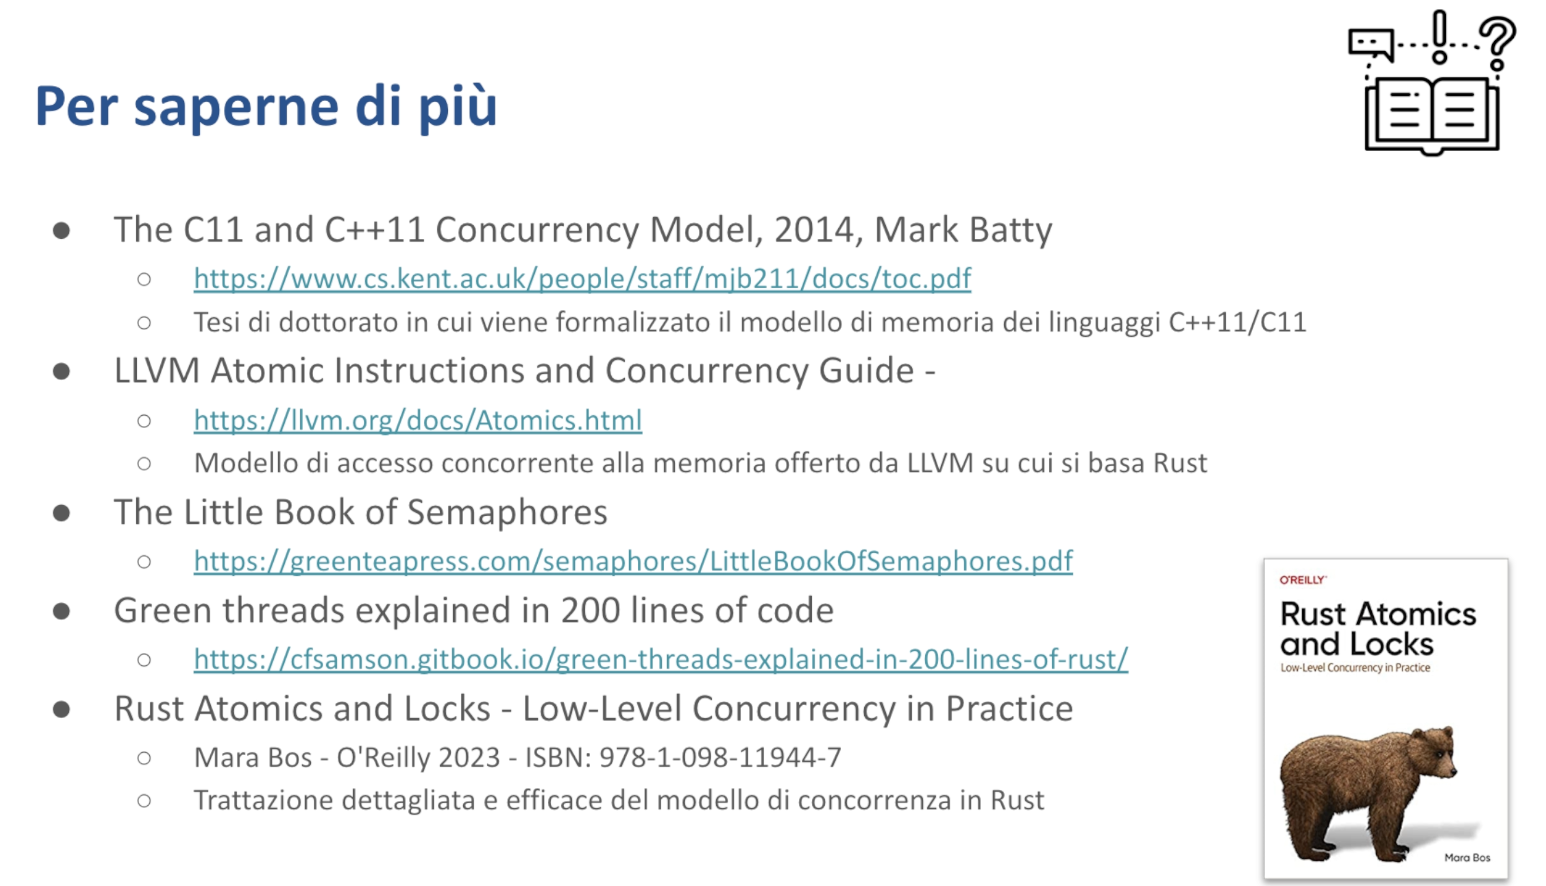 Per saperne di più
● The C11 and C++11 Concurrency Model, 2014, Mark Batty
○ https://www.cs.kent.ac.uk/people/staff/mjb211/docs/toc.pdf
○ Tesi di dottorato in cui viene formalizzato il modello di memoria dei linguaggi C++11/C11
● LLVM Atomic Instructions and Concurrency Guide -
○ https://llvm.org/docs/Atomics.html
○ Modello di accesso concorrente alla memoria offerto da LLVM su cui si basa Rust
● The Little Book of Semaphores
○ https://greenteapress.com/semaphores/LittleBookOfSemaphores.pdf
● Green threads explained in 200 lines of code
○ https://cfsamson.gitbook.io/green-threads-explained-in-200-lines-of-rust/
● Rust Atomics and Locks - Low-Level Concurrency in Practice
○ Mara Bos - O'Reilly 2023 - ISBN: 978-1-098-11944-7
○ Trattazione dettagliata e efficace del modello di concorrenza in Rust
O'REILLY
Rust Atomics
and Locks
Low-Level Concurrency in Practice
Mara Bos